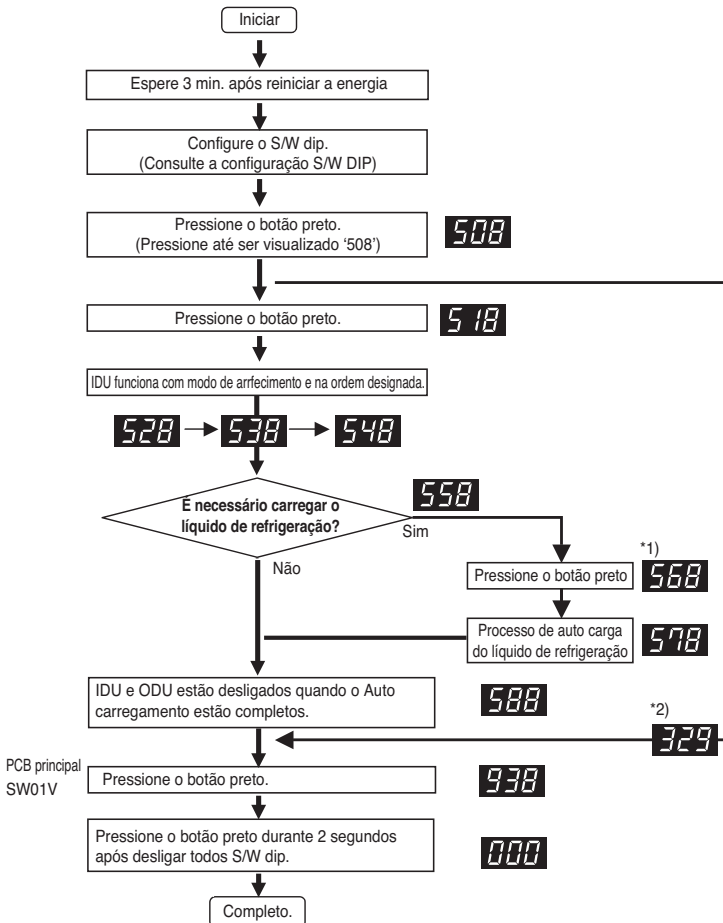 Iniciar
Espere 3 min. após reiniciar a energia
Configure o S/W dip.
(Consulte a configuração S/W DIP)
Pressione o botão preto.
(Pressione até ser visualizado ‘508’)
508
Pressione o botão preto.
518
IDU funciona com modo de arrfecimento e na ordem designada.
528
538
548
558
É necessário carregar o
líquido de refrigeração?
Sim
Não
*1)
Pressione o botão preto
568
Processo de auto carga
do líquido de refrigeração
578
IDU e ODU estão desligados quando o Auto
carregamento estão completos.
588
*2)
329
PCB principal
SW01V
Pressione o botão preto.
938
Pressione o botão preto durante 2 segundos
após desligar todos S/W dip.
000
Completo.